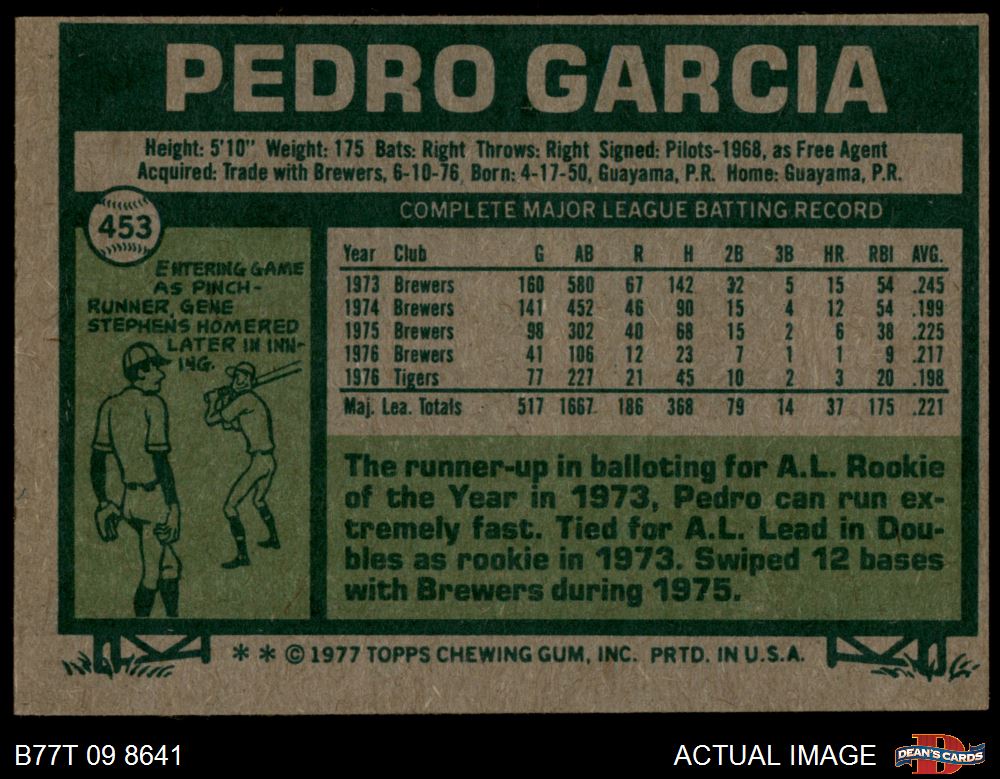 PEDRO GARCIA
Height: 5'10" Weight: 175 Bats: Right Throws: Right Signed: Pilots-1968, as Free Agent
Acquired: Trade with Brewers, 6-10-76, Born: 4-17-50, Guayama, P.R. Home: Guayama, P.R.
453
COMPLETE MAJOR LEAGUE BATTING RECORD
ENTERING GAME
AS PINCH-
RUNNER, GENE
STEPHENS HOMERED
LATER IN INN-
ING.
Year Club G AB R H 2B 3B HR RBI AVG.
1973 Brewers 160 580 67 142 32 5 15 54 .245
1974 Brewers 141 452 46 90 15 4 12 54 .199
1975 Brewers 98 302 40 68 15 2 6 38 .225
1976 Brewers 41 106 12 23 7 1 1 9 .217
1976 Tigers 77 227 21 45 10 2 3 20 .198
Maj. Lea. Totals 517 1667 186 368 79 14 37 175 .221
The runner-up in balloting for A.L. Rookie
of the Year in 1973, Pedro can run ex-
tremely fast. Tied for A.L. Lead in Dou-
bles as rookie in 1973. Swiped 12 bases
with Brewers during 1975.
* * © 1977 TOPPS CHEWING GUM, INC. PRTD. IN U.S.A.
B77T 09 8641
ACTUAL IMAGE
D
DEAN'S CARDS